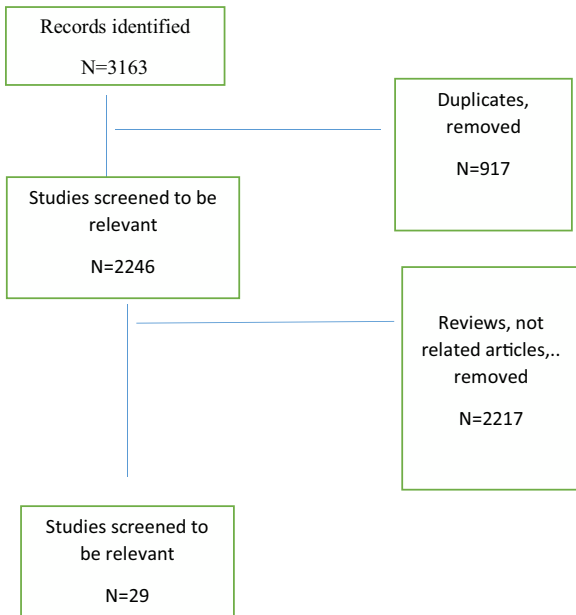 Records identified
N=3163
Duplicates,
removed
N=917
Studies screened to be
relevant
N=2246
Reviews, not
related articles,..
removed
N=2217
Studies screened to
be relevant
N=29